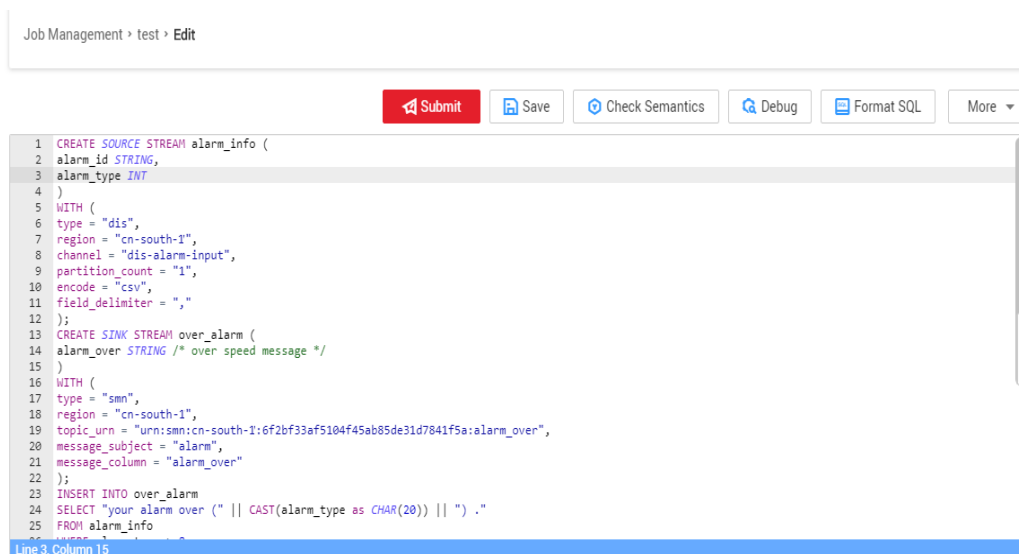 Job Management › test › Edit
Submit Save Check Semantics Debug Format SQL More
1 CREATE SOURCE STREAM alarm_info (
2 alarm_id STRING,
3 alarm_type INT
4 )
5 WITH (
6 type = "dis",
7 region = "cn-south-1",
8 channel = "dis-alarm-input",
9 partition_count = "1",
10 encode = "csv",
11 field_delimiter = ","
12 );
13 CREATE SINK STREAM over_alarm (
14 alarm_over STRING /* over speed message */
15 )
16 WITH (
17 type = "smn",
18 region = "cn-south-1",
19 topic_urn = "urn:smn:cn-south-1:6f2bf33af5104f45ab85de31d7841f5a:alarm_over",
20 message_subject = "alarm",
21 message_column = "alarm_over"
22 );
23 INSERT INTO over_alarm
24 SELECT "your alarm over (" || CAST(alarm_type as CHAR(20)) || ") ."
25 FROM alarm_info
Line 3, Column 15